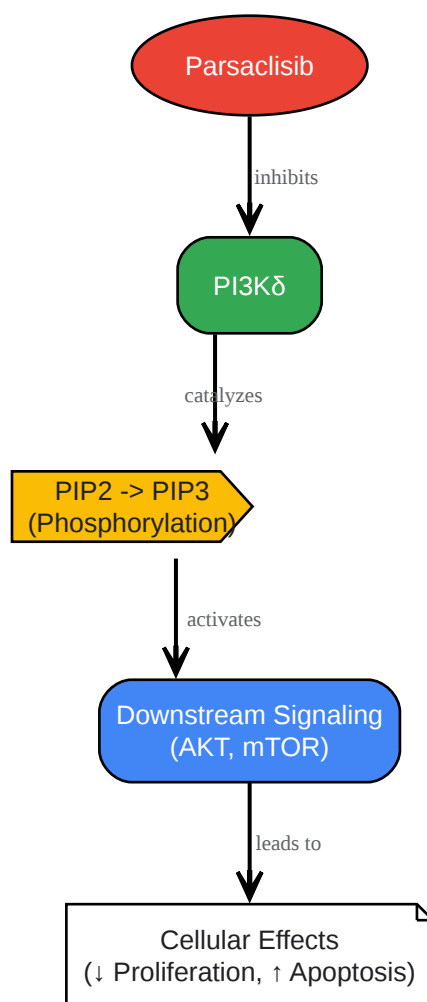 Parsaclisib
inhibits
PI3Kδ
catalyzes
PIP2 -> PIP3
(Phosphorylation)
activates
Downstream Signaling
(AKT, mTOR)
leads to
Cellular Effects
(↓ Proliferation, ↑ Apoptosis)